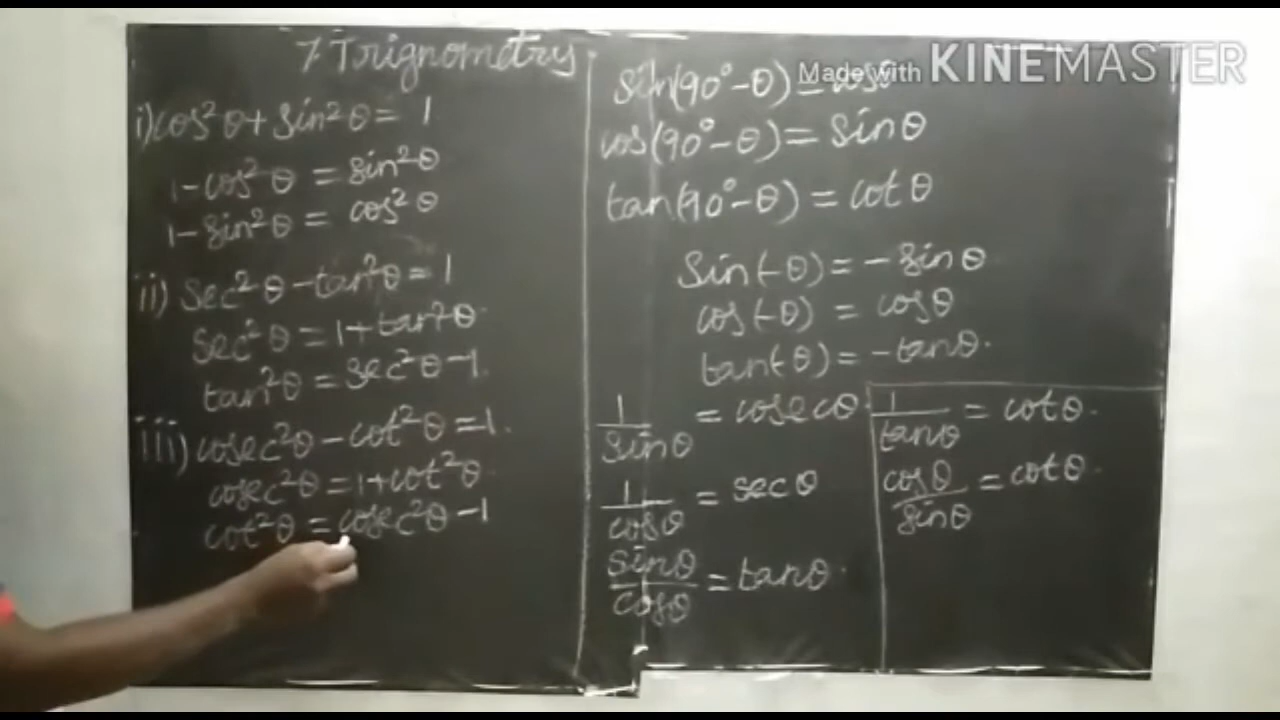 7 Trignometry
i) cos²θ + sin²θ = 1
1 - cos²θ = sin²θ
1 - sin²θ = cos²θ
ii) sec²θ - tan²θ = 1
sec²θ = 1 + tan²θ
tan²θ = sec²θ - 1
iii) cosec²θ - cot²θ = 1
cosec²θ = 1 + cot²θ
cot²θ = cosec²θ - 1
Made with KINEMASTER
sin(90° - θ) = cosθ
cos(90° - θ) = sinθ
tan(90° - θ) = cotθ
sin(-θ) = -sinθ
cos(-θ) = cosθ
tan(-θ) = -tanθ.
1/sinθ = cosecθ
1/cosθ = secθ
sinθ/cosθ = tanθ.
1/tanθ = cotθ.
cosθ/sinθ = cotθ.